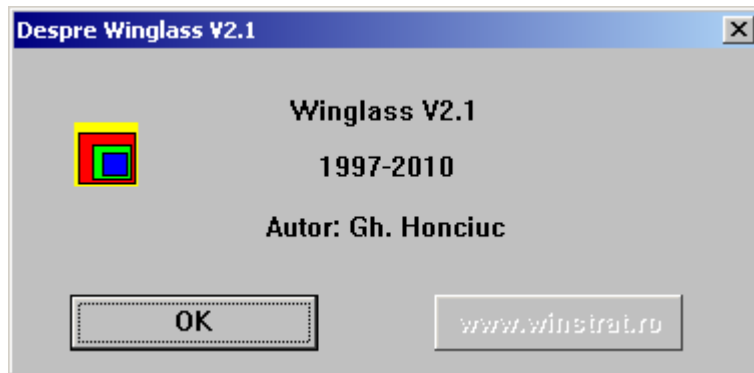 Despre Winglass V2.1
Winglass V2.1
1997-2010
Autor: Gh. Honciuc
OK
www.winstrat.ro